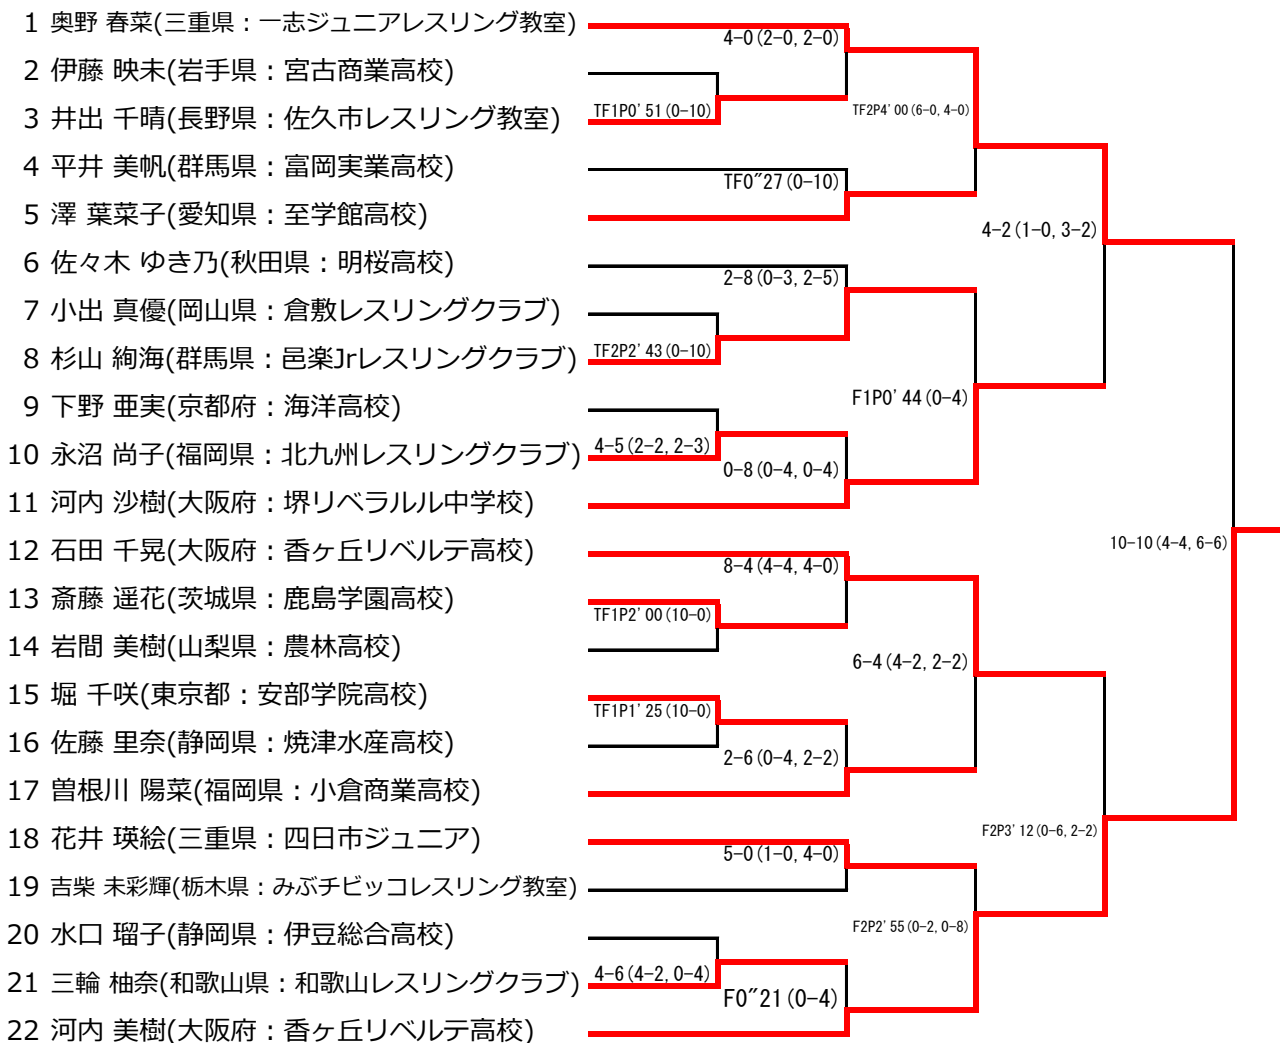 1 奥野 春菜(三重県：一志ジュニアレスリング教室)
2 伊藤 映未(岩手県：宮古商業高校)
3 井出 千晴(長野県：佐久市レスリング教室)
4 平井 美帆(群馬県：富岡実業高校)
5 澤 葉菜子(愛知県：至学館高校)
6 佐々木 ゆき乃(秋田県：明桜高校)
7 小出 真優(岡山県：倉敷レスリングクラブ)
8 杉山 絢海(群馬県：邑楽Jrレスリングクラブ)
9 下野 亜実(京都府：海洋高校)
10 永沼 尚子(福岡県：北九州レスリングクラブ)
11 河内 沙樹(大阪府：堺リベラルル中学校)
12 石田 千晃(大阪府：香ヶ丘リベルテ高校)
13 斎藤 遥花(茨城県：鹿島学園高校)
14 岩間 美樹(山梨県：農林高校)
15 堀 千咲(東京都：安部学院高校)
16 佐藤 里奈(静岡県：焼津水産高校)
17 曽根川 陽菜(福岡県：小倉商業高校)
18 花井 瑛絵(三重県：四日市ジュニア)
19 吉柴 未彩輝(栃木県：みぶチビッコレスリング教室)
20 水口 瑠子(静岡県：伊豆総合高校)
21 三輪 柚奈(和歌山県：和歌山レスリングクラブ)
22 河内 美樹(大阪府：香ヶ丘リベルテ高校)
TF1P0'51(0-10)
TF2P2'43(0-10)
4-5(2-2,2-3)
TF1P2'00(10-0)
TF1P1'25(10-0)
4-6(4-2,0-4)
4-0(2-0,2-0)
TF0"27(0-10)
2-8(0-3,2-5)
0-8(0-4,0-4)
8-4(4-4,4-0)
2-6(0-4,2-2)
5-0(1-0,4-0)
F0"21(0-4)
TF2P4'00(6-0,4-0)
F1P0'44(0-4)
6-4(4-2,2-2)
F2P2'55(0-2,0-8)
4-2(1-0,3-2)
F2P3'12(0-6,2-2)
10-10(4-4,6-6)